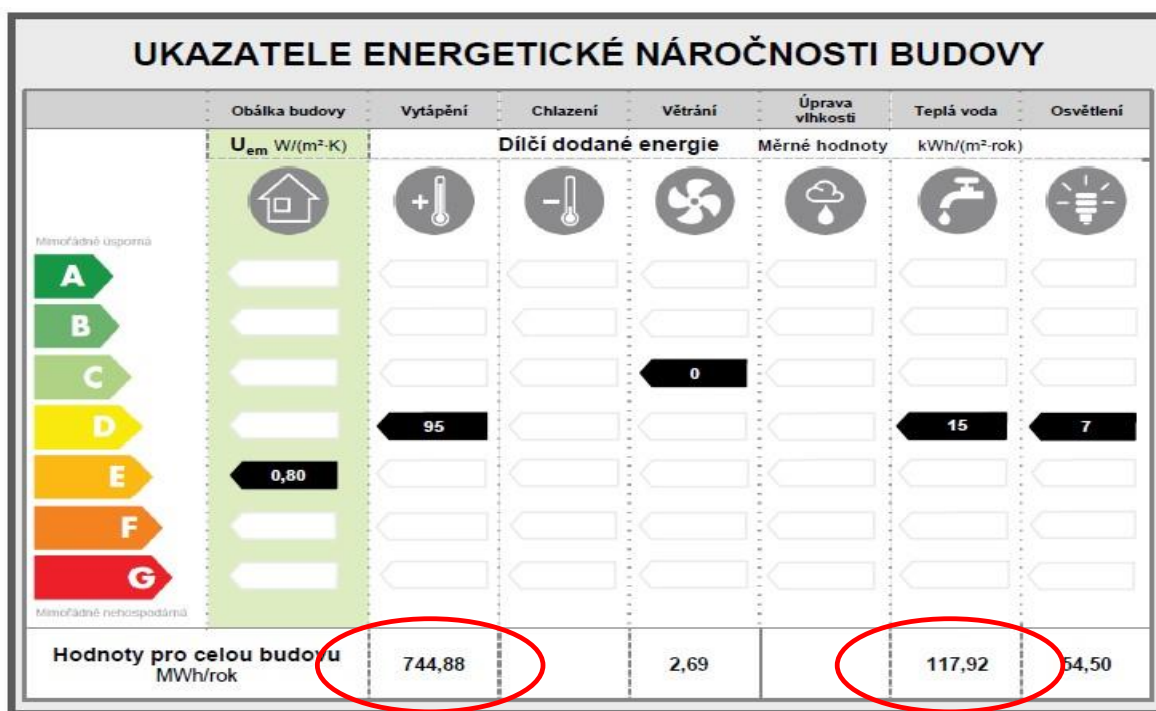 UKAZATELE ENERGETICKÉ NÁROČNOSTI BUDOVY
Obálka budovy Vytápění Chlazení Větrání Úprava vlhkosti Teplá voda Osvětlení
Uem W/(m²·K) Dílčí dodané energie Měrné hodnoty kWh/(m²·rok)
Mimořádně úsporná
A
B
C 0
D 95 15 7
E 0,80
F
G
Mimořádně nehospodárná
Hodnoty pro celou budovu 744,88 2,69 117,92 54,50
MWh/rok